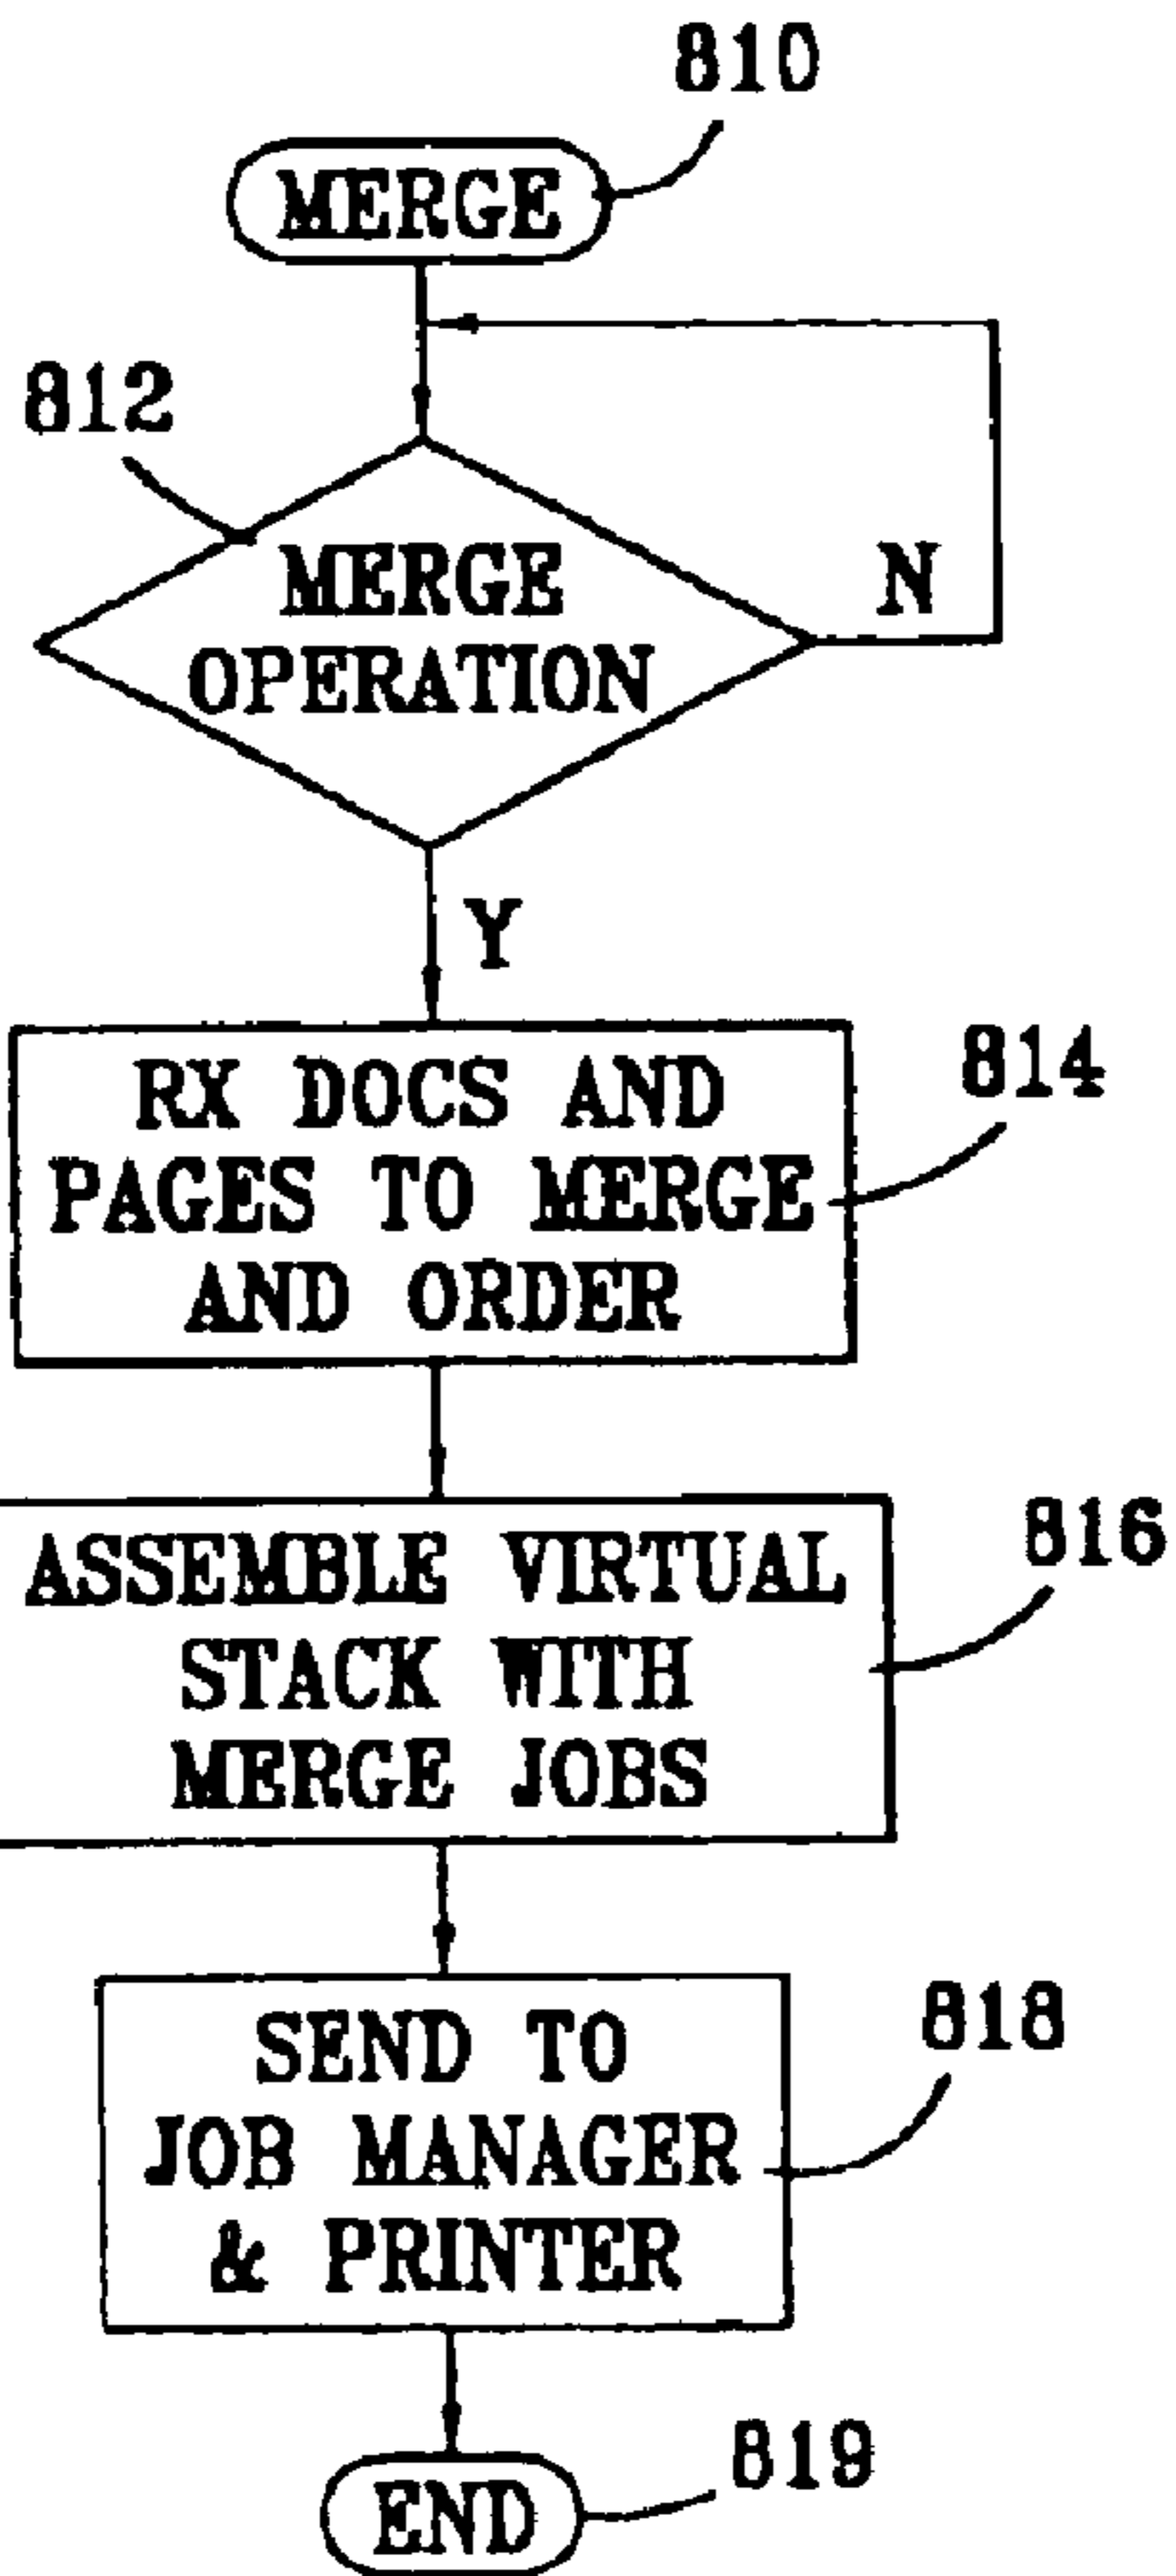 810
MERGE
812
MERGE
OPERATION
N
Y
RX DOCS AND
PAGES TO MERGE
AND ORDER
814
ASSEMBLE VIRTUAL
STACK WITH
MERGE JOBS
816
SEND TO
JOB MANAGER
& PRINTER
818
END
819